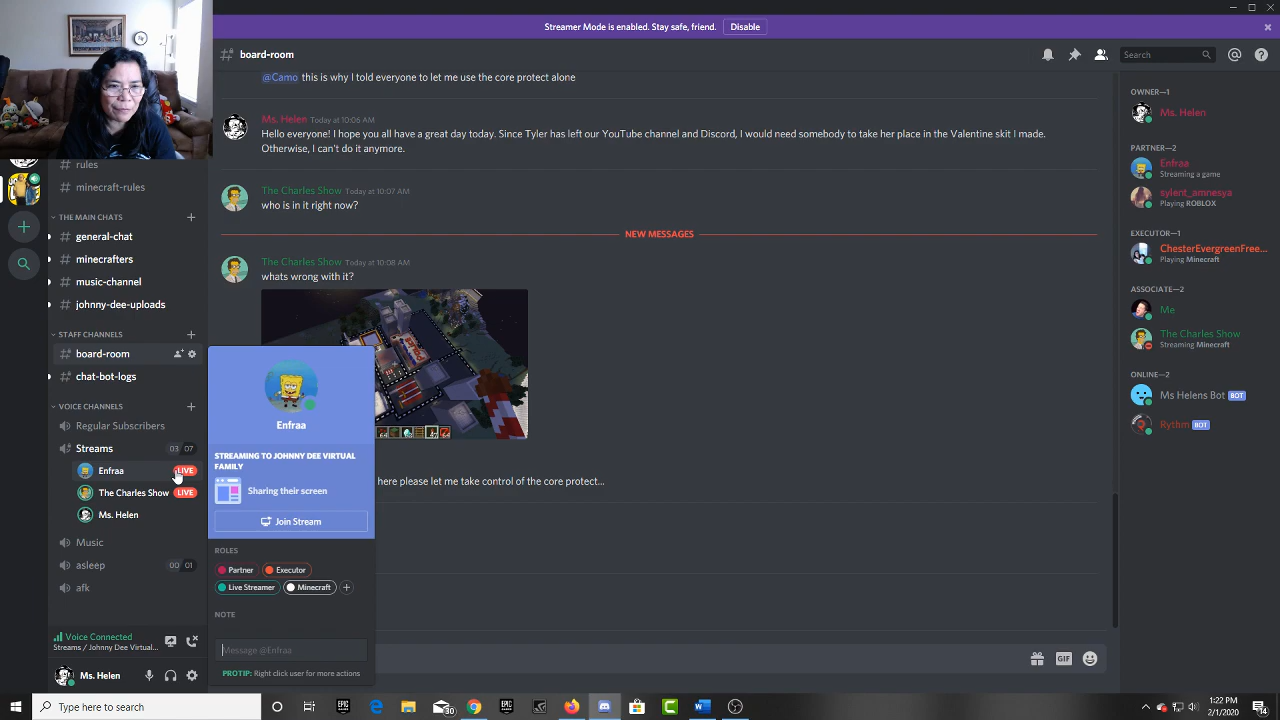 Streamer Mode is enabled. Stay safe, friend. Disable
board-room
Search
@Camo this is why I told everyone to let me use the core protect alone
Ms. Helen Today at 10:06 AM
Hello everyone! I hope you all have a great day today. Since Tyler has left our YouTube channel and Discord, I would need somebody to take her place in the Valentine skit I made.
Otherwise, I can't do it anymore.
The Charles Show Today at 10:07 AM
who is in it right now?
NEW MESSAGES
The Charles Show Today at 10:08 AM
whats wrong with it?
here please let me take control of the core protect...
GIF
# rules
# minecraft-rules
THE MAIN CHATS
# general-chat
# minecrafters
# music-channel
# johnny-dee-uploads
STAFF CHANNELS
# board-room
# chat-bot-logs
VOICE CHANNELS
Regular Subscribers
Streams 03 07
Enfraa LIVE
The Charles Show LIVE
Ms. Helen
Music
asleep 00 01
afk
Voice Connected
Streams / Johnny Dee Virtual...
Ms. Helen
Enfraa
STREAMING TO JOHNNY DEE VIRTUAL
FAMILY
Sharing their screen
Join Stream
ROLES
Partner Executor
Live Streamer Minecraft
NOTE
Message @Enfraa
PROTIP: Right click user for more actions
OWNER—1
Ms. Helen
PARTNER—2
Enfraa
Streaming a game
sylent_amnesya
Playing ROBLOX
EXECUTOR—1
ChesterEvergreenFree...
Playing Minecraft
ASSOCIATE—2
Me
The Charles Show
Streaming Minecraft
ONLINE—2
Ms Helens Bot BOT
Rythm BOT
Type here to search
EPIC
30
EPIC
1:22 PM
2/1/2020